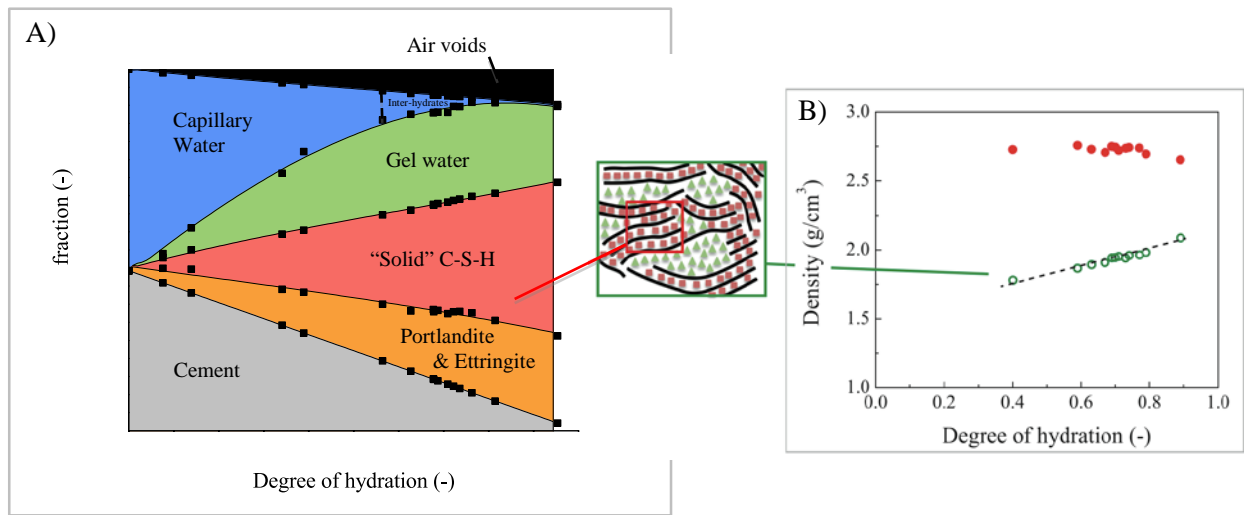 A)
Air voids
Inter-hydrates
Capillary
Water
Gel water
“Solid” C-S-H
Portlandite
& Ettringite
Cement
fraction (-)
Degree of hydration (-)
B)
3.0
2.5
2.0
1.5
1.0
Density (g/cm³)
0.0 0.2 0.4 0.6 0.8 1.0
Degree of hydration (-)